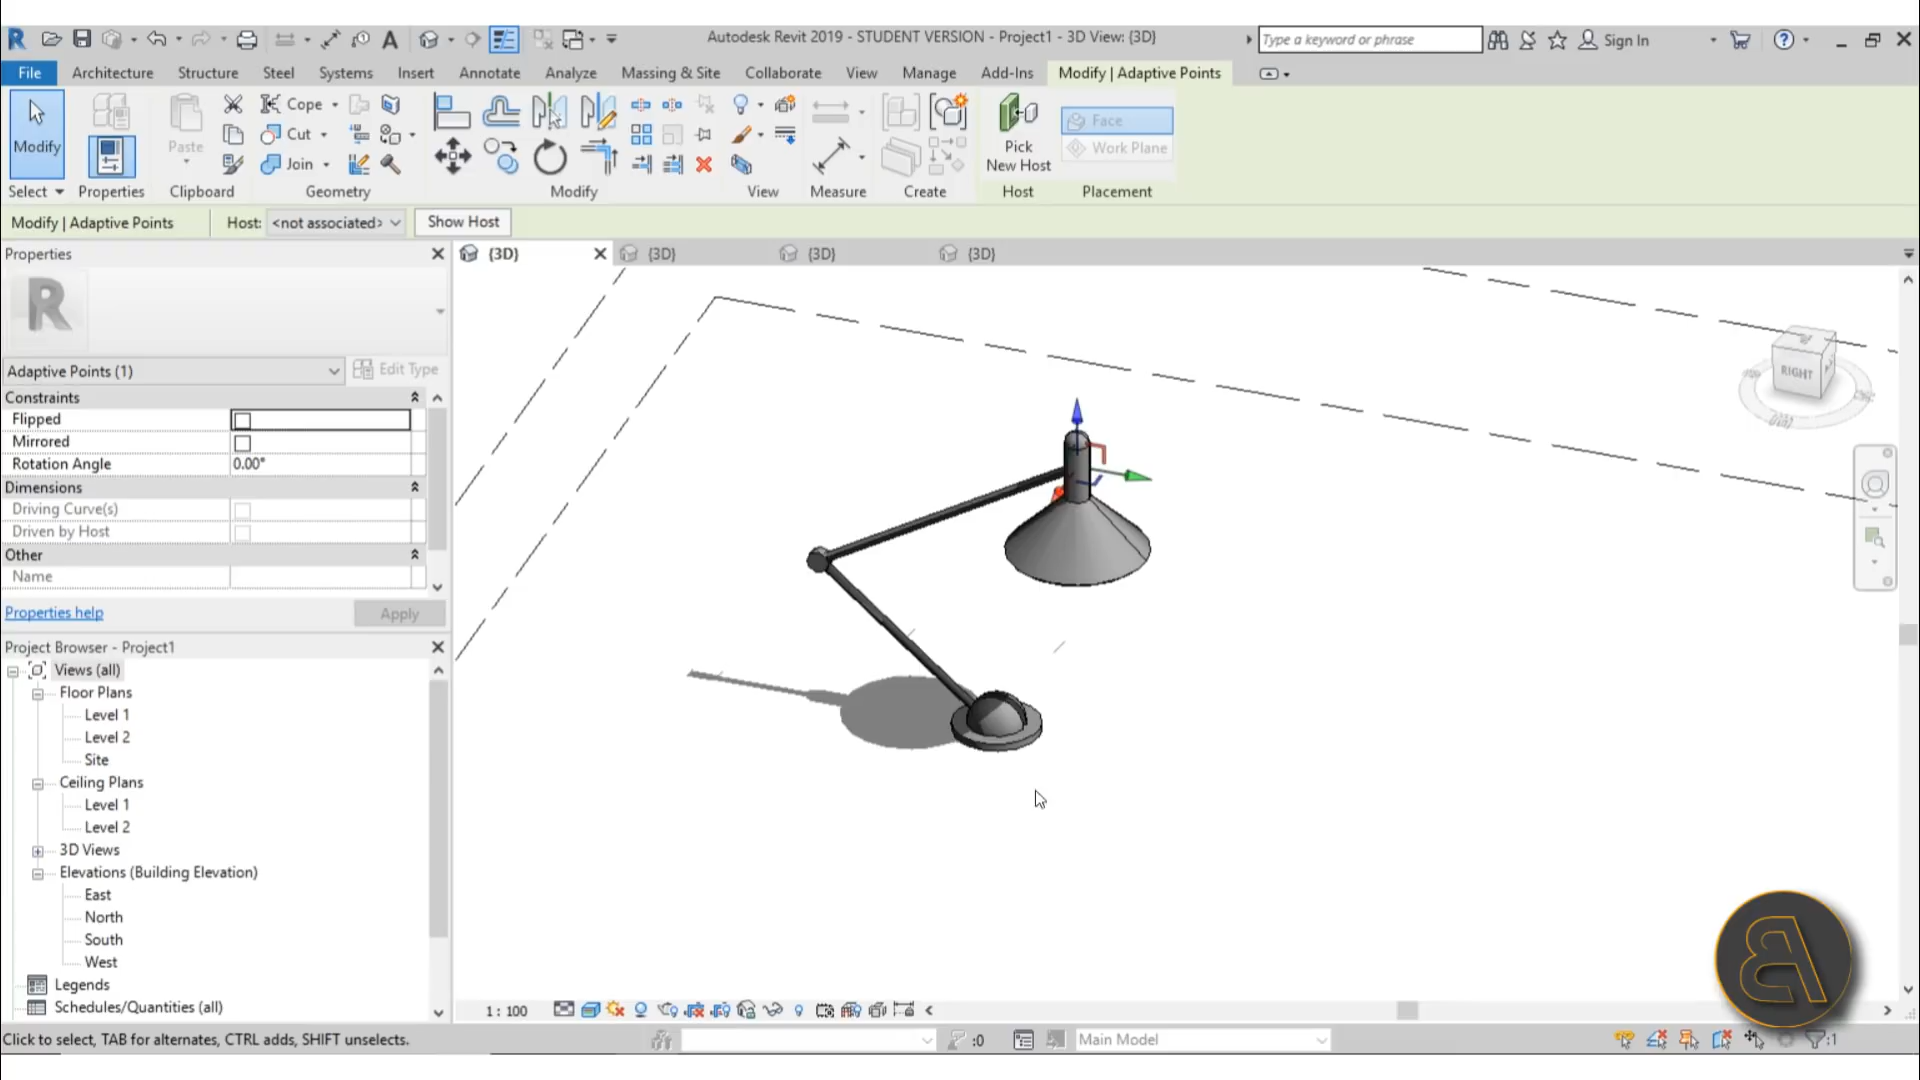 Autodesk Revit 2019 - STUDENT VERSION - Project1 - 3D View: {3D}
Type a keyword or phrase
Sign In
File Architecture Structure Steel Systems Insert Annotate Analyze Massing & Site Collaborate View Manage Add-Ins Modify | Adaptive Points
Modify
Paste
Cope
Cut
Join
Pick
New Host
Face
Work Plane
Select Properties Clipboard Geometry Modify View Measure Create Host Placement
Modify | Adaptive Points Host: <not associated> Show Host
Properties
{3D} {3D} {3D} {3D}
R
Adaptive Points (1) Edit Type
Constraints
Flipped
Mirrored
Rotation Angle 0.00°
Dimensions
Driving Curve(s)
Driven by Host
Other
Name
Properties help Apply
RIGHT
Project Browser - Project1
Views (all)
Floor Plans
Level 1
Level 2
Site
Ceiling Plans
Level 1
Level 2
3D Views
Elevations (Building Elevation)
East
North
South
West
Legends
Schedules/Quantities (all)
1 : 100
Click to select, TAB for alternates, CTRL adds, SHIFT unselects.
:0
Main Model
:1